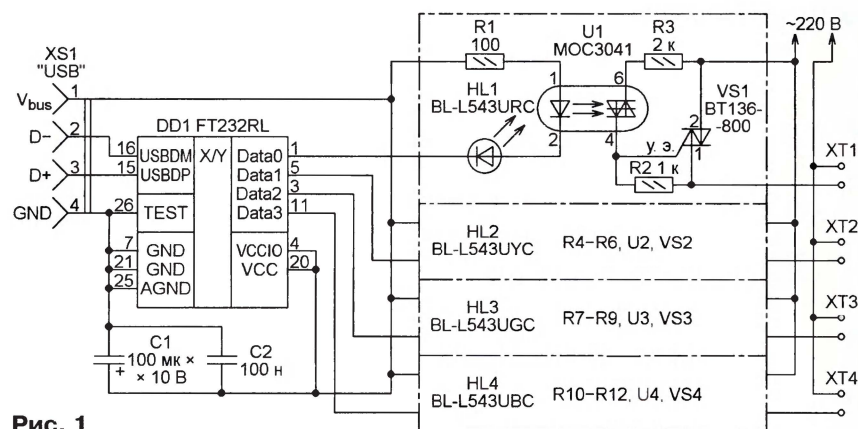 XS1
"USB"
Vbus
1
D−
2
D+
3
GND
4
DD1 FT232RL
16
USBDM
15
USBDP
26
TEST
7
GND
21
GND
25
AGND
X/Y
Data0
1
Data1
5
Data2
3
Data3
11
VCCIO
4
VCC
20
C1
100 мк ×
× 10 В
+
C2
100 н
R1
100
HL1
BL-L543URC
U1
MOC3041
1
2
6
4
R3
2 к
VS1
BT136-
-800
2
1
у. э.
R2 1 к
~220 В
XT1
HL2
BL-L543UYC
R4–R6, U2, VS2
XT2
HL3
BL-L543UGC
R7–R9, U3, VS3
XT3
HL4
BL-L543UBC
R10–R12, U4, VS4
XT4
Рис. 1